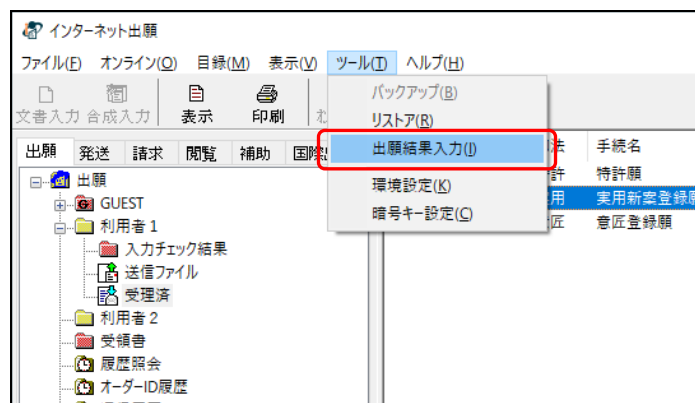 インターネット出願
ファイル(F) オンライン(O) 目録(M) 表示(V) ツール(T) ヘルプ(H)
文書入力 合成入力 表示 印刷
バックアップ(B)
リストア(R)
出願結果入力(I)
環境設定(K)
暗号キー設定(C)
出願 発送 請求 閲覧 補助 国際
法 手続名
許 特許願
用 実用新案登録願
匠 意匠登録願
出願
GUEST
利用者1
入力チェック結果
送信ファイル
受理済
利用者2
受領書
履歴照会
オーダーID履歴